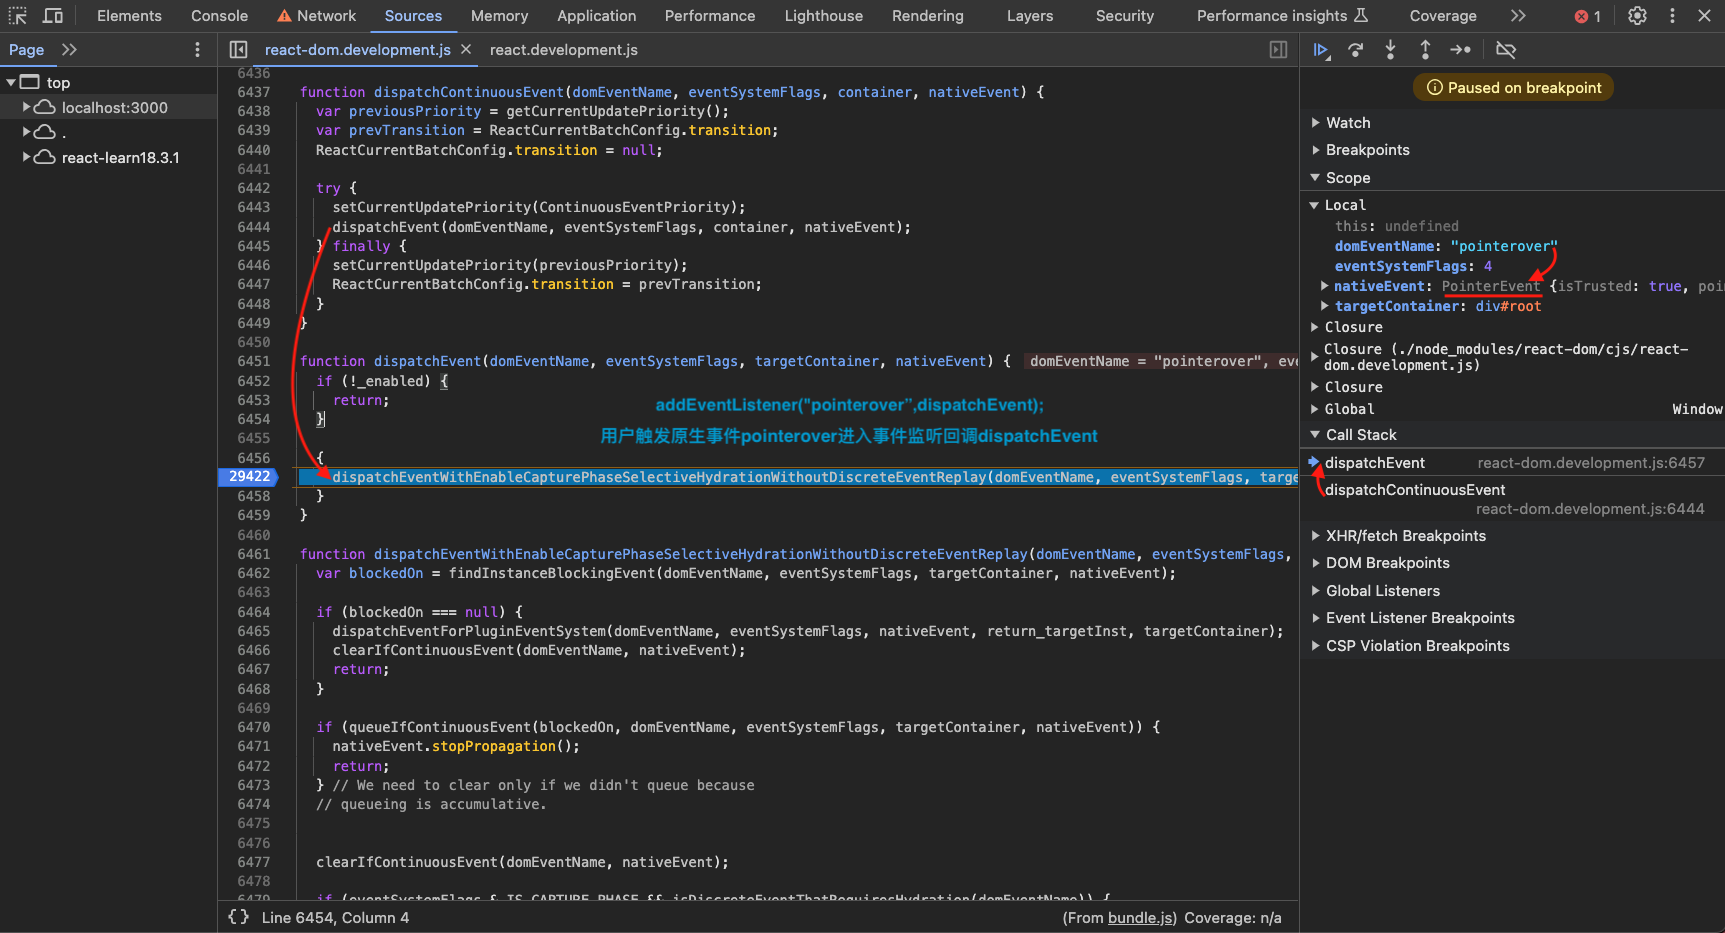 Elements Console Network Sources Memory Application Performance Lighthouse Rendering Layers Security Performance insights Coverage 1
Page
react-dom.development.js react.development.js
top
localhost:3000
.
react-learn18.3.1
6436
6437 function dispatchContinuousEvent(domEventName, eventSystemFlags, container, nativeEvent) {
6438 var previousPriority = getCurrentUpdatePriority();
6439 var prevTransition = ReactCurrentBatchConfig.transition;
6440 ReactCurrentBatchConfig.transition = null;
6441
6442 try {
6443 setCurrentUpdatePriority(ContinuousEventPriority);
6444 dispatchEvent(domEventName, eventSystemFlags, container, nativeEvent);
6445 } finally {
6446 setCurrentUpdatePriority(previousPriority);
6447 ReactCurrentBatchConfig.transition = prevTransition;
6448 }
6449 }
6450
6451 function dispatchEvent(domEventName, eventSystemFlags, targetContainer, nativeEvent) { domEventName = "pointerover", eve
6452 if (!_enabled) {
6453 return;
6454 }
6455
6456 {
29422 dispatchEventWithEnableCapturePhaseSelectiveHydrationWithoutDiscreteEventReplay(domEventName, eventSystemFlags, targe
6458 }
6459 }
6460
6461 function dispatchEventWithEnableCapturePhaseSelectiveHydrationWithoutDiscreteEventReplay(domEventName, eventSystemFlags,
6462 var blockedOn = findInstanceBlockingEvent(domEventName, eventSystemFlags, targetContainer, nativeEvent);
6463
6464 if (blockedOn === null) {
6465 dispatchEventForPluginEventSystem(domEventName, eventSystemFlags, nativeEvent, return_targetInst, targetContainer);
6466 clearIfContinuousEvent(domEventName, nativeEvent);
6467 return;
6468 }
6469
6470 if (queueIfContinuousEvent(blockedOn, domEventName, eventSystemFlags, targetContainer, nativeEvent)) {
6471 nativeEvent.stopPropagation();
6472 return;
6473 } // We need to clear only if we didn't queue because
6474 // queueing is accumulative.
6475
6476
6477 clearIfContinuousEvent(domEventName, nativeEvent);
6478
6479 if (eventSystemFlags & IS_CAPTURE_PHASE && isDiscreteEventThatRequiresHydration(domEventName)) {
addEventListener("pointerover",dispatchEvent);
用户触发原生事件pointerover进入事件监听回调dispatchEvent
{} Line 6454, Column 4 (From bundle.js) Coverage: n/a
Paused on breakpoint
Watch
Breakpoints
Scope
Local
this: undefined
domEventName: "pointerover"
eventSystemFlags: 4
nativeEvent: PointerEvent {isTrusted: true, poin
targetContainer: div#root
Closure
Closure (./node_modules/react-dom/cjs/react-
dom.development.js)
Closure
Global Window
Call Stack
dispatchEvent react-dom.development.js:6457
dispatchContinuousEvent
react-dom.development.js:6444
XHR/fetch Breakpoints
DOM Breakpoints
Global Listeners
Event Listener Breakpoints
CSP Violation Breakpoints